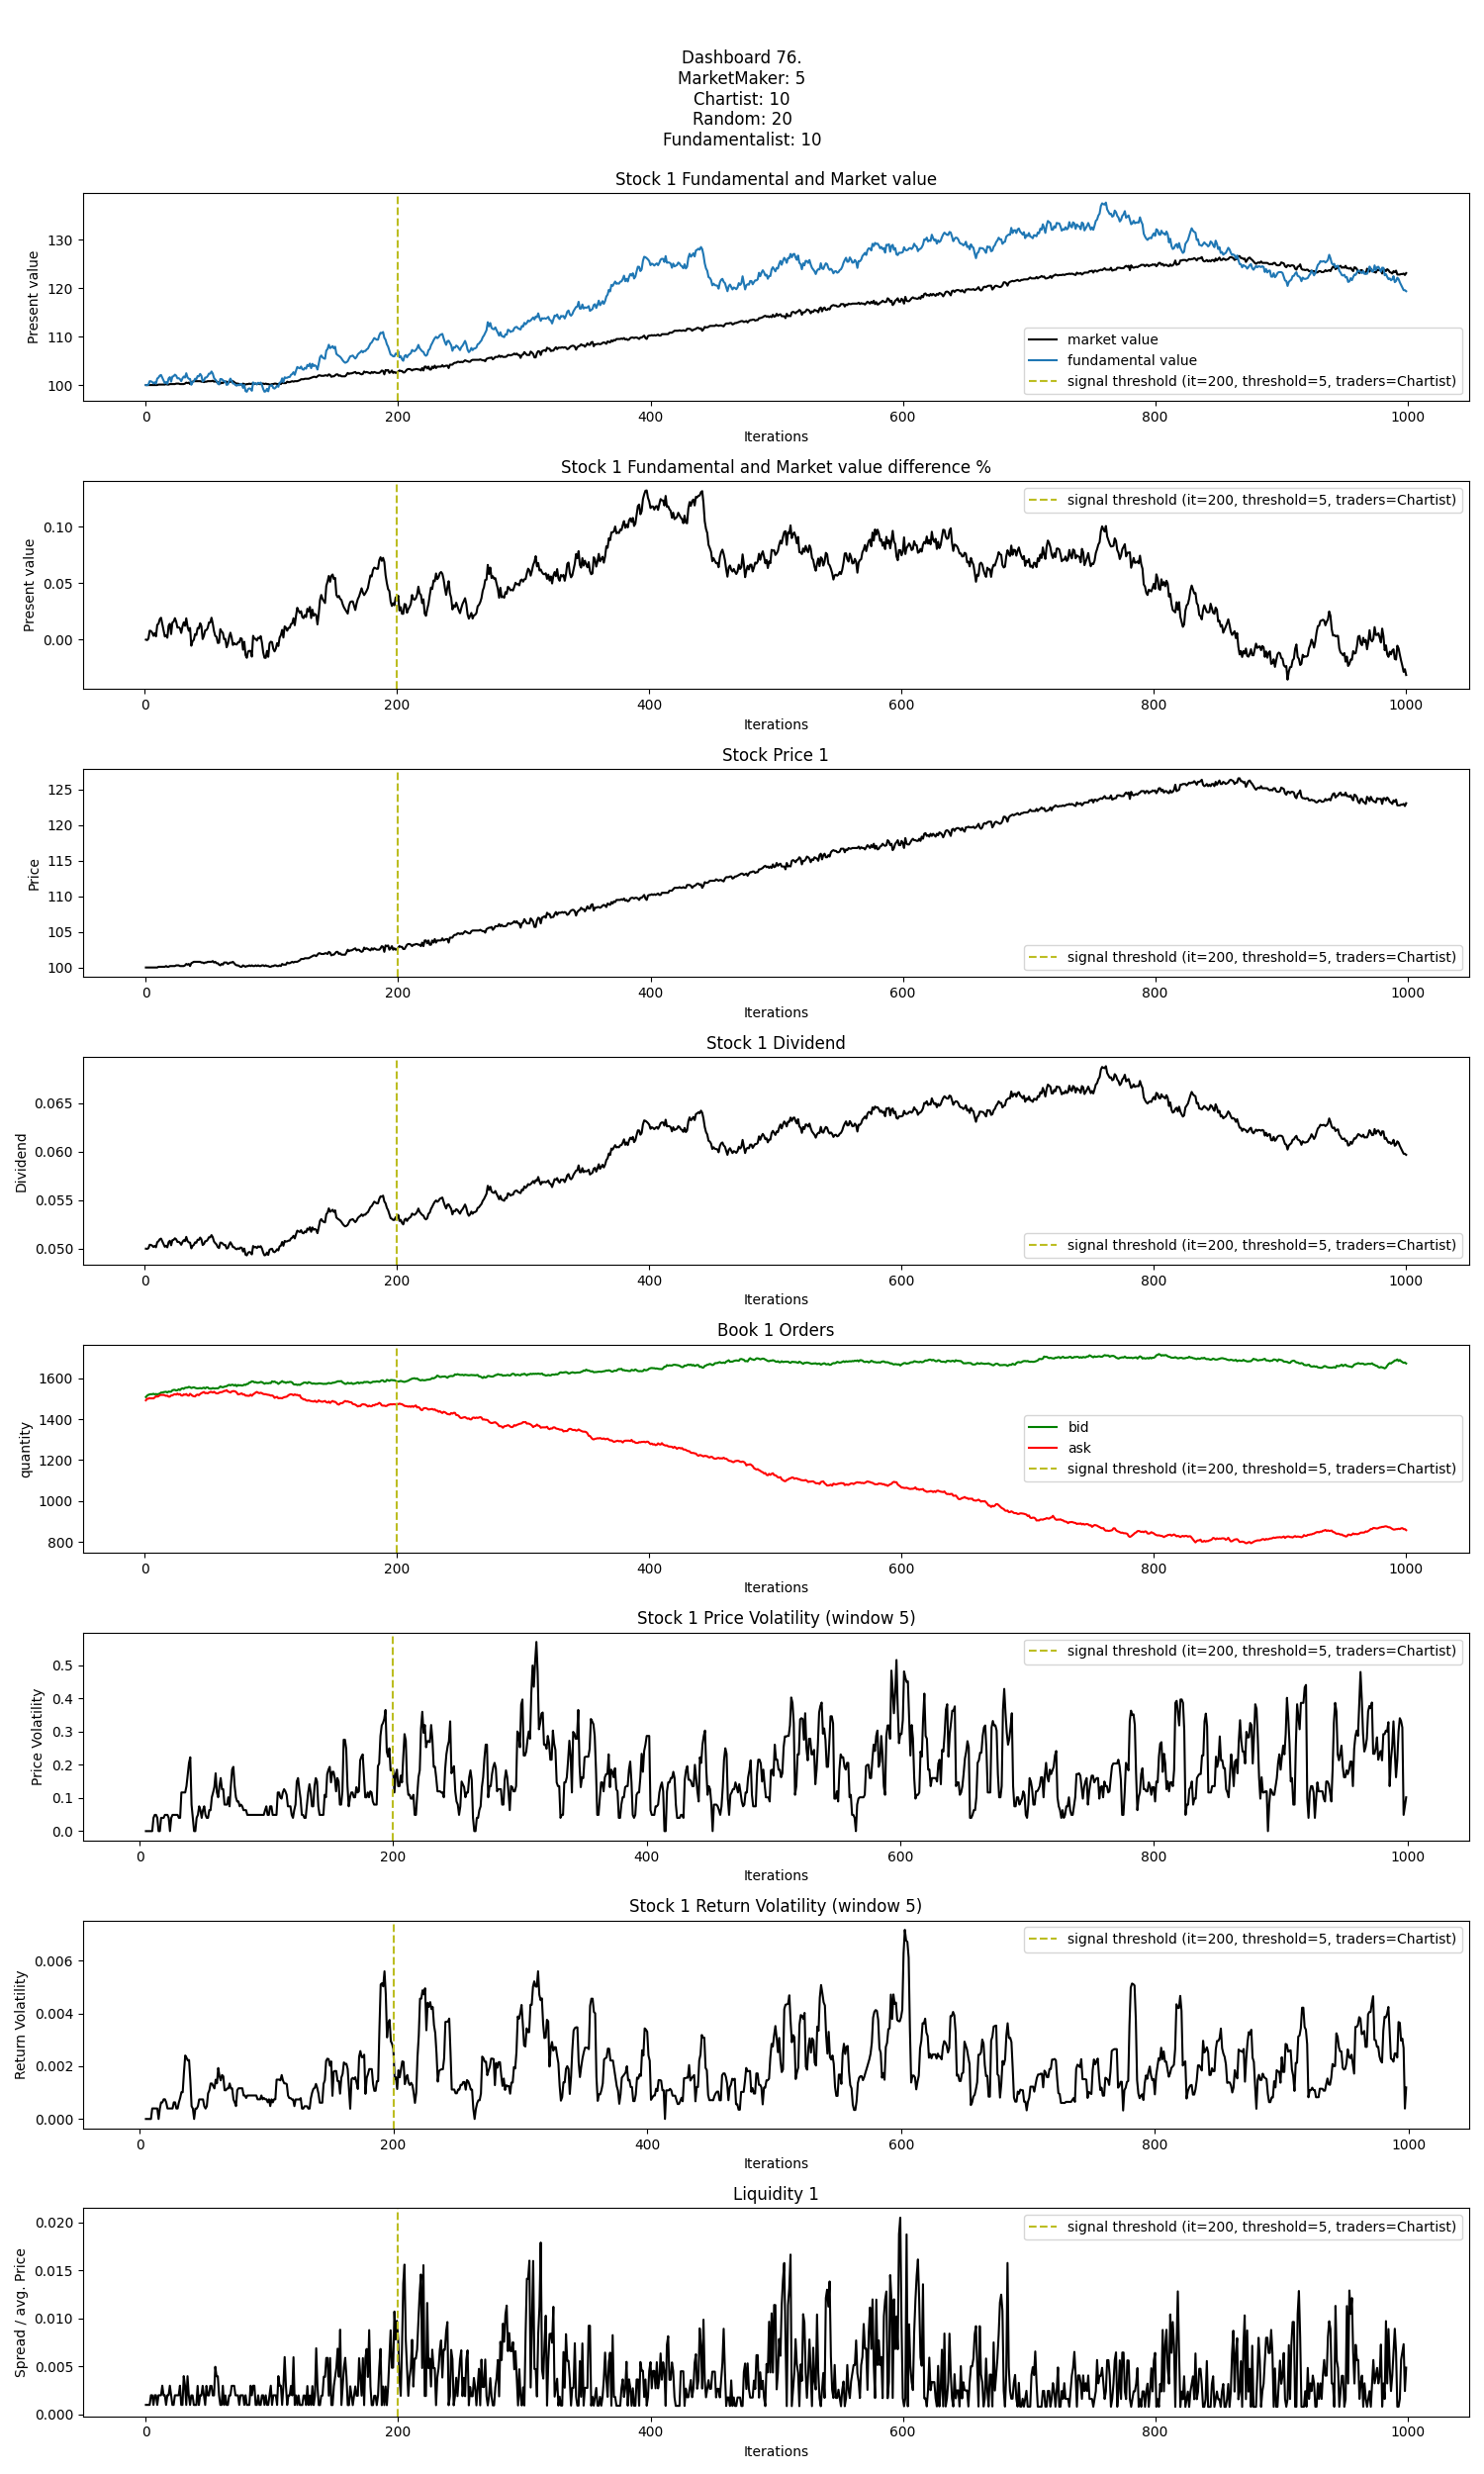 Dashboard 76.
MarketMaker: 5
Chartist: 10
Random: 20
Fundamentalist: 10
Stock 1 Fundamental and Market value
Present value
130
120
110
100
market value
fundamental value
signal threshold (it=200, threshold=5, traders=Chartist)
0 200 400 600 800 1000
Iterations
Stock 1 Fundamental and Market value difference %
Present value
0.10
0.05
0.00
signal threshold (it=200, threshold=5, traders=Chartist)
0 200 400 600 800 1000
Iterations
Stock Price 1
Price
125
120
115
110
105
100
signal threshold (it=200, threshold=5, traders=Chartist)
0 200 400 600 800 1000
Iterations
Stock 1 Dividend
Dividend
0.065
0.060
0.055
0.050
signal threshold (it=200, threshold=5, traders=Chartist)
0 200 400 600 800 1000
Iterations
Book 1 Orders
quantity
1600
1400
1200
1000
800
bid
ask
signal threshold (it=200, threshold=5, traders=Chartist)
0 200 400 600 800 1000
Iterations
Stock 1 Price Volatility (window 5)
Price Volatility
0.5
0.4
0.3
0.2
0.1
0.0
signal threshold (it=200, threshold=5, traders=Chartist)
0 200 400 600 800 1000
Iterations
Stock 1 Return Volatility (window 5)
Return Volatility
0.006
0.004
0.002
0.000
signal threshold (it=200, threshold=5, traders=Chartist)
0 200 400 600 800 1000
Iterations
Liquidity 1
Spread / avg. Price
0.020
0.015
0.010
0.005
0.000
signal threshold (it=200, threshold=5, traders=Chartist)
0 200 400 600 800 1000
Iterations